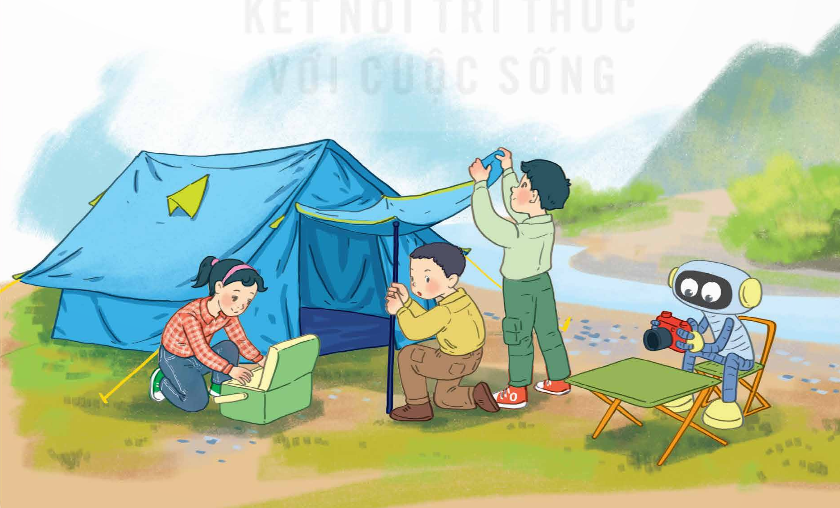 KẾT NỐI TRI THỨC
VỚI CUỘC SỐNG